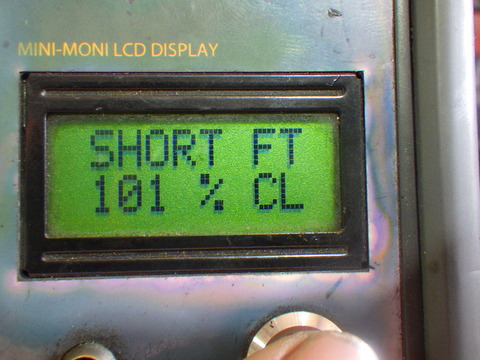 MINI-MONI LCD DISPLAY
SHORT FT
101 % CL